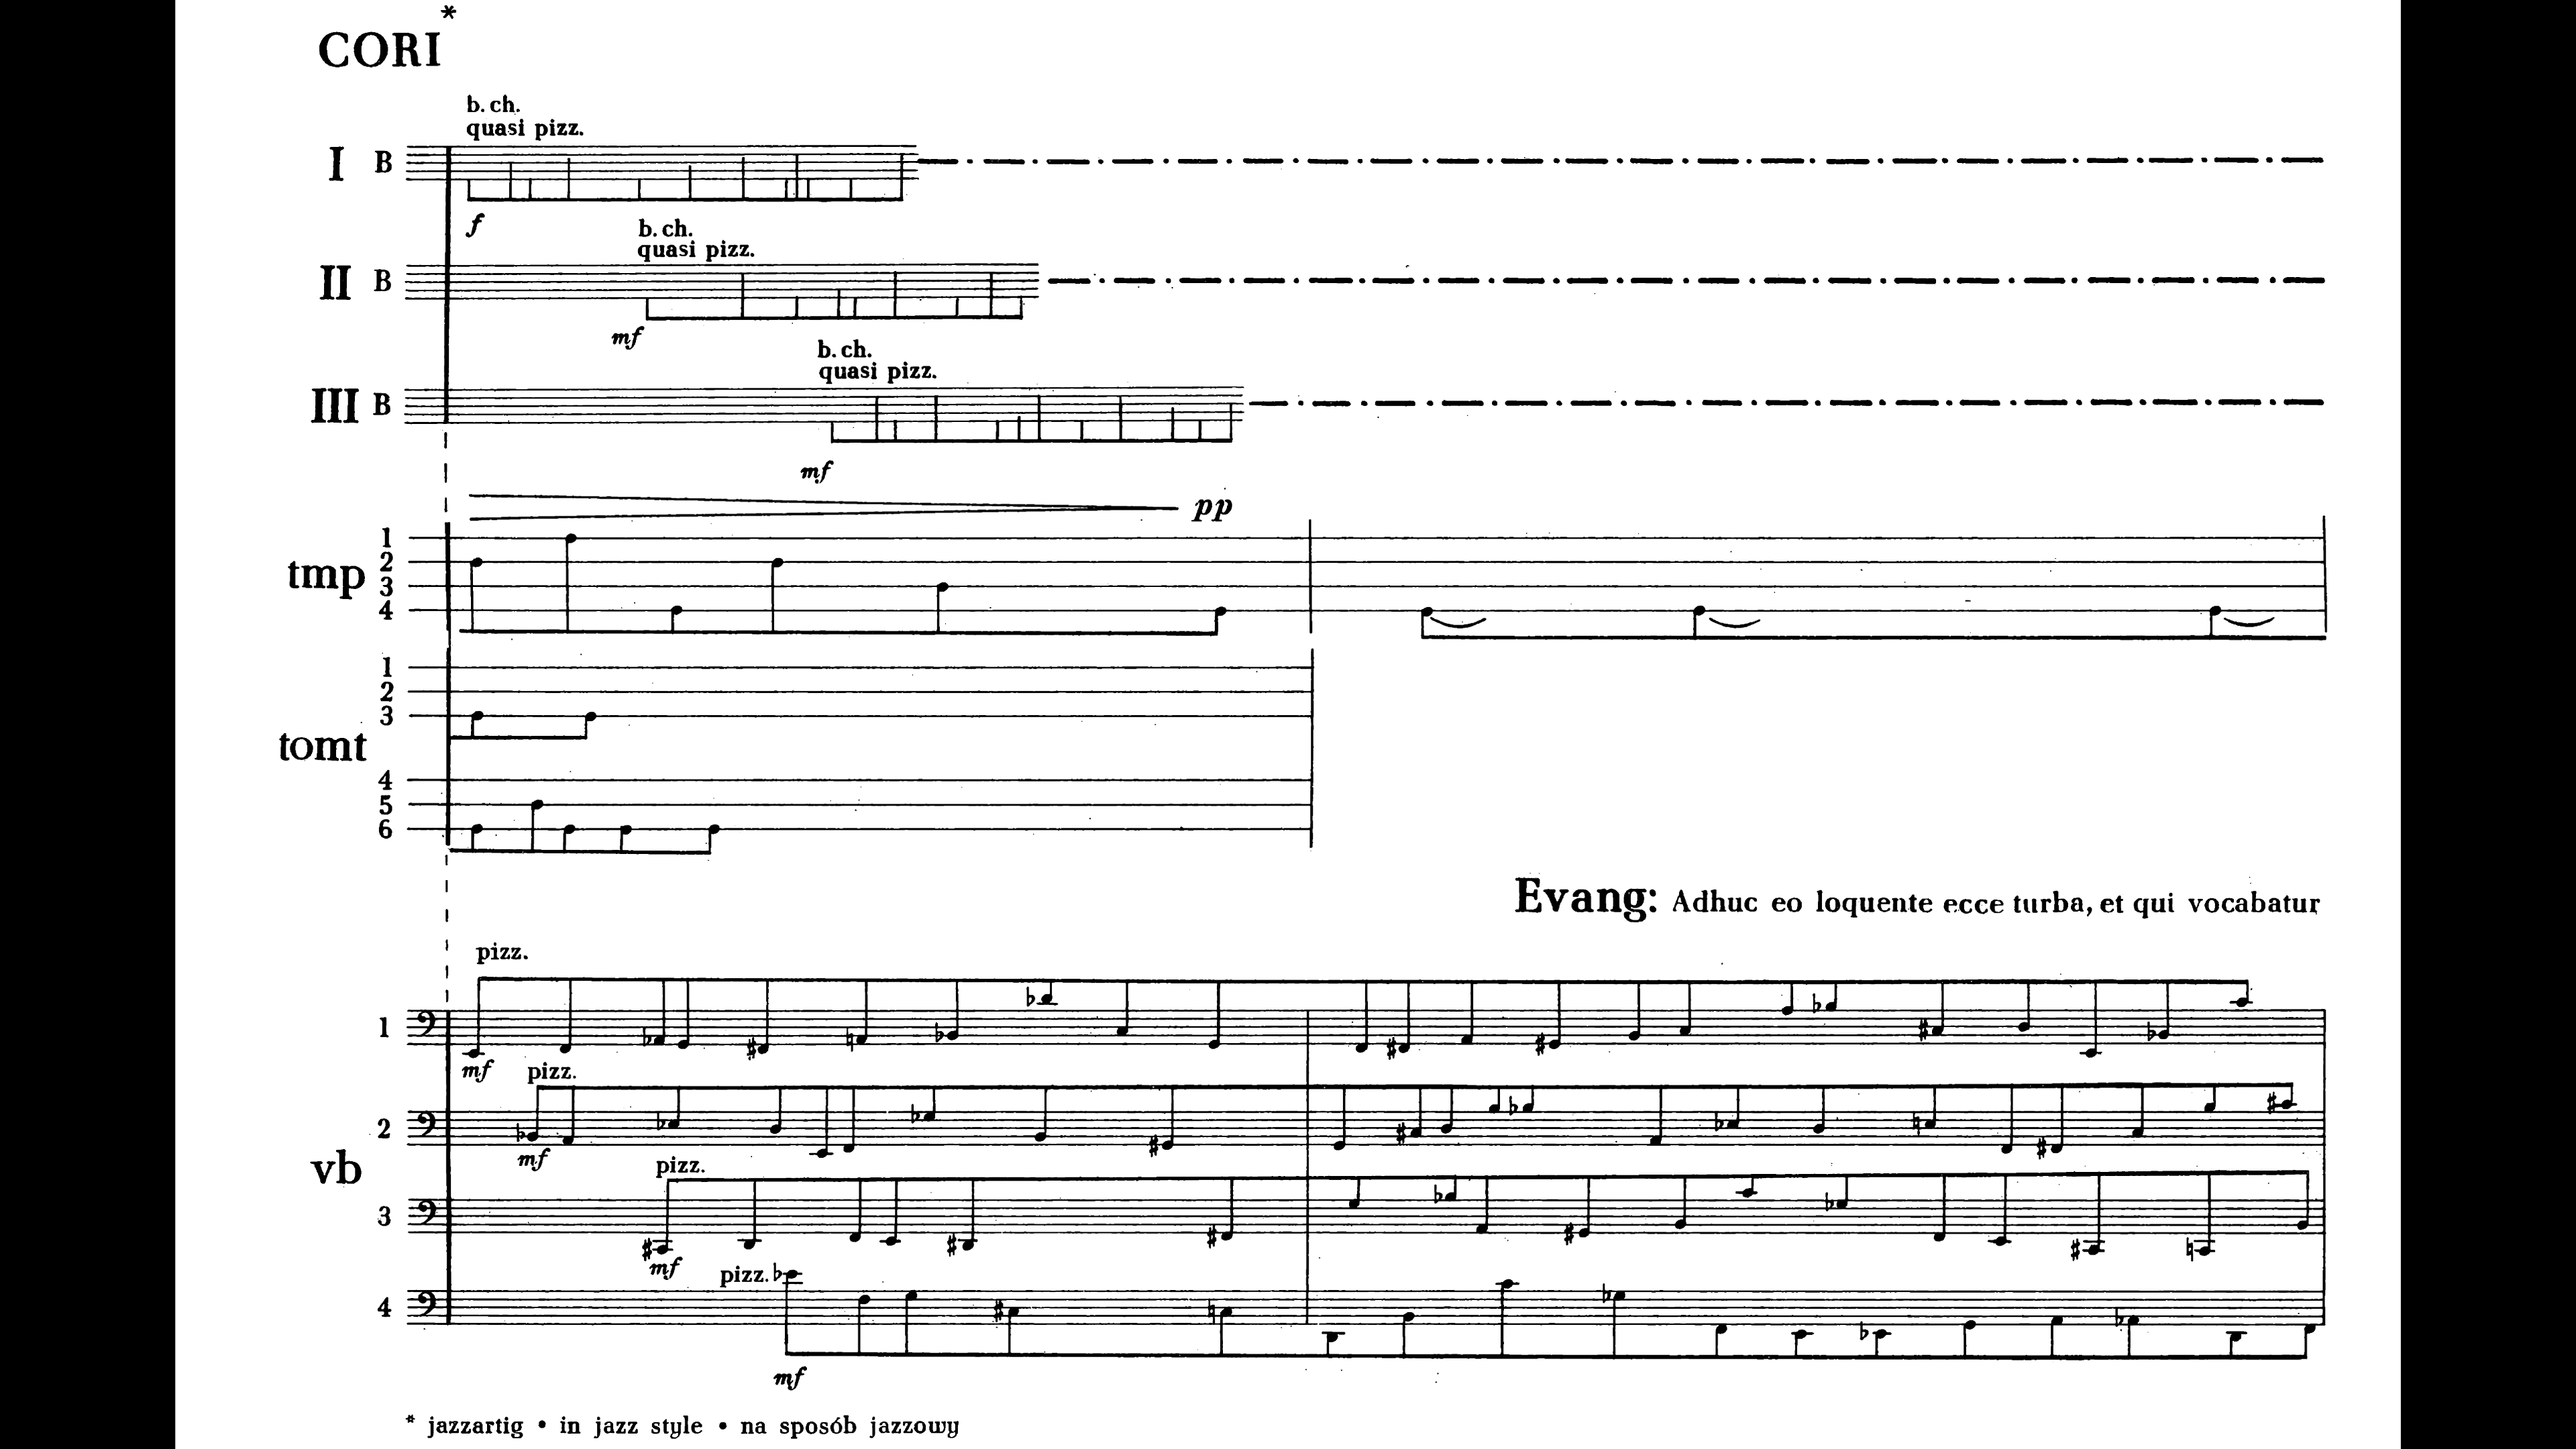 *
CORI
b. ch.
quasi pizz.
I B
f
b. ch.
quasi pizz.
II B
mf
b. ch.
quasi pizz.
III B
mf
pp
1
2
tmp 3
4
1
2
3
tomt
4
5
6
Evang: Adhuc eo loquente ecce turba, et qui vocabatur
pizz.
1
mf pizz.
2
mf
pizz.
vb
3
mf
pizz.
4
mf
* jazzartig • in jazz style • na sposób jazzowy